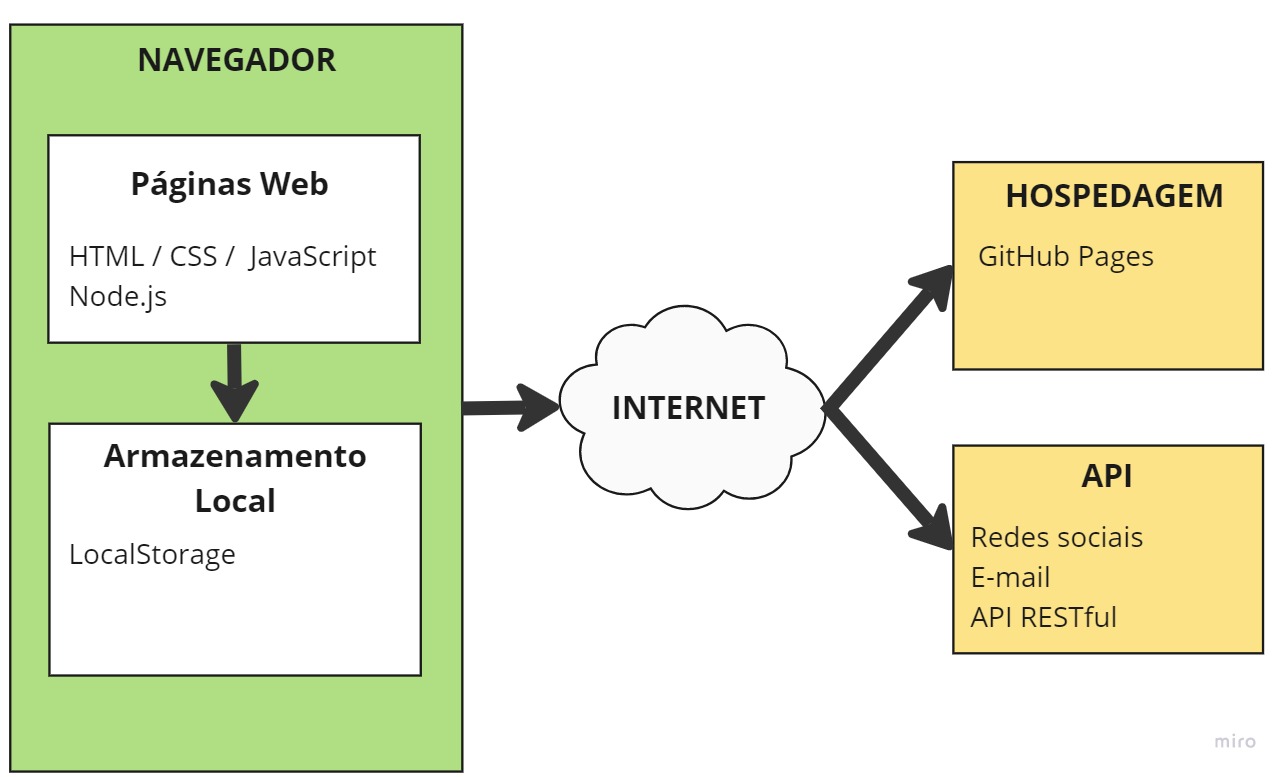 NAVEGADOR
Páginas Web
HTML / CSS / JavaScript
Node.js
Armazenamento
Local
LocalStorage
INTERNET
HOSPEDAGEM
GitHub Pages
API
Redes sociais
E-mail
API RESTful
miro